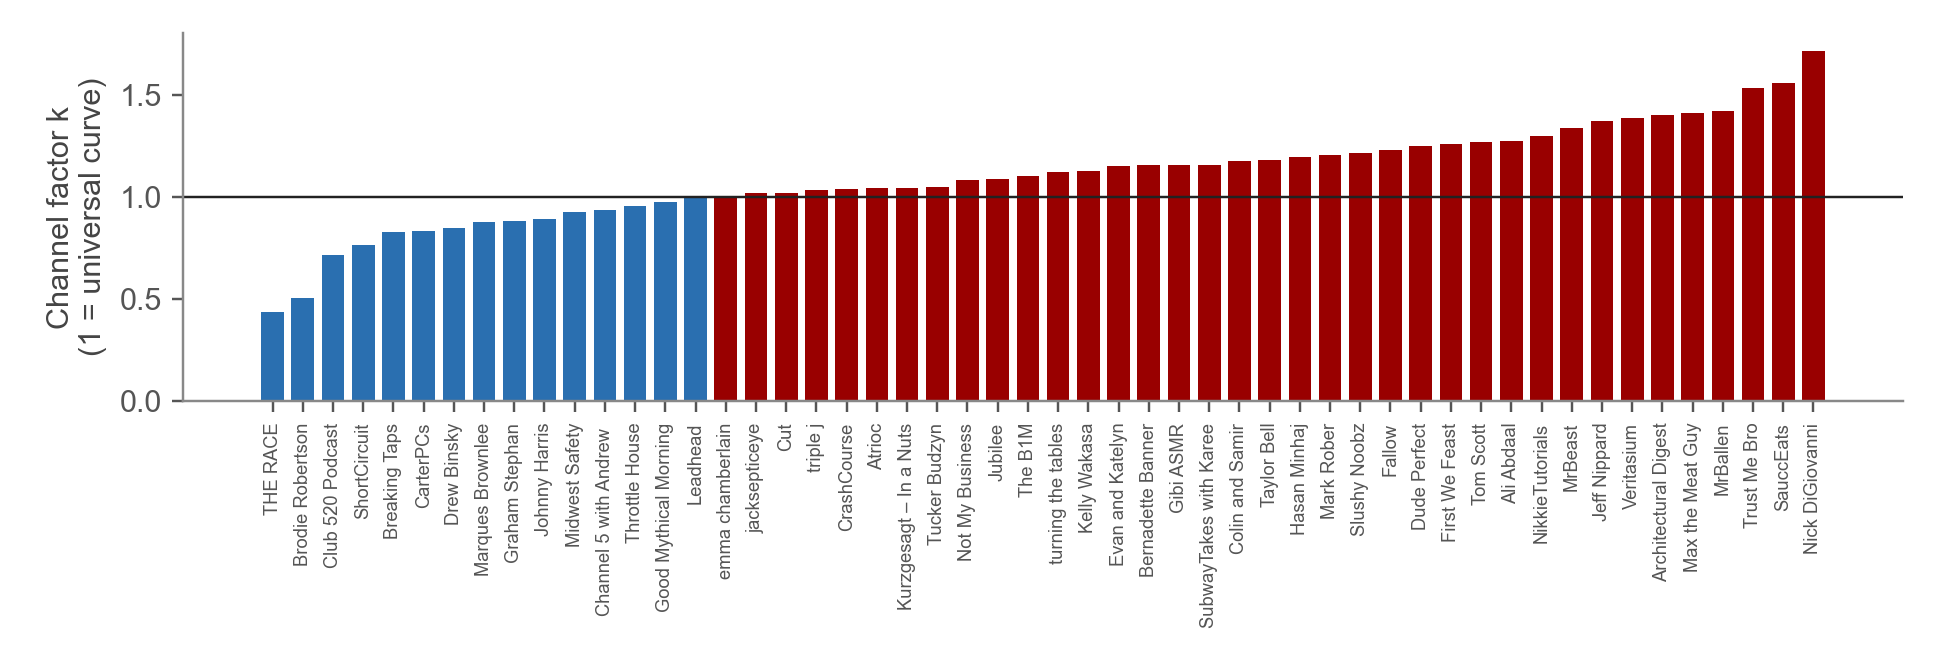 Channel factor k
(1 = universal curve)
1.5
1.0
0.5
0.0
THE RACE
Brodie Robertson
Club 520 Podcast
ShortCircuit
Breaking Taps
CarterPCs
Drew Binsky
Marques Brownlee
Graham Stephan
Johnny Harris
Midwest Safety
Channel 5 with Andrew
Throttle House
Good Mythical Morning
Leadhead
emma chamberlain
jacksepticeye
Cut
triple j
CrashCourse
Atrioc
Kurzgesagt – In a Nuts
Tucker Budzyn
Not My Business
Jubilee
The B1M
turning the tables
Kelly Wakasa
Evan and Katelyn
Bernadette Banner
Gibi ASMR
SubwayTakes with Karee
Colin and Samir
Taylor Bell
Hasan Minhaj
Mark Rober
Slushy Noobz
Fallow
Dude Perfect
First We Feast
Tom Scott
Ali Abdaal
NikkieTutorials
MrBeast
Jeff Nippard
Veritasium
Architectural Digest
Max the Meat Guy
MrBallen
Trust Me Bro
SauccEats
Nick DiGiovanni